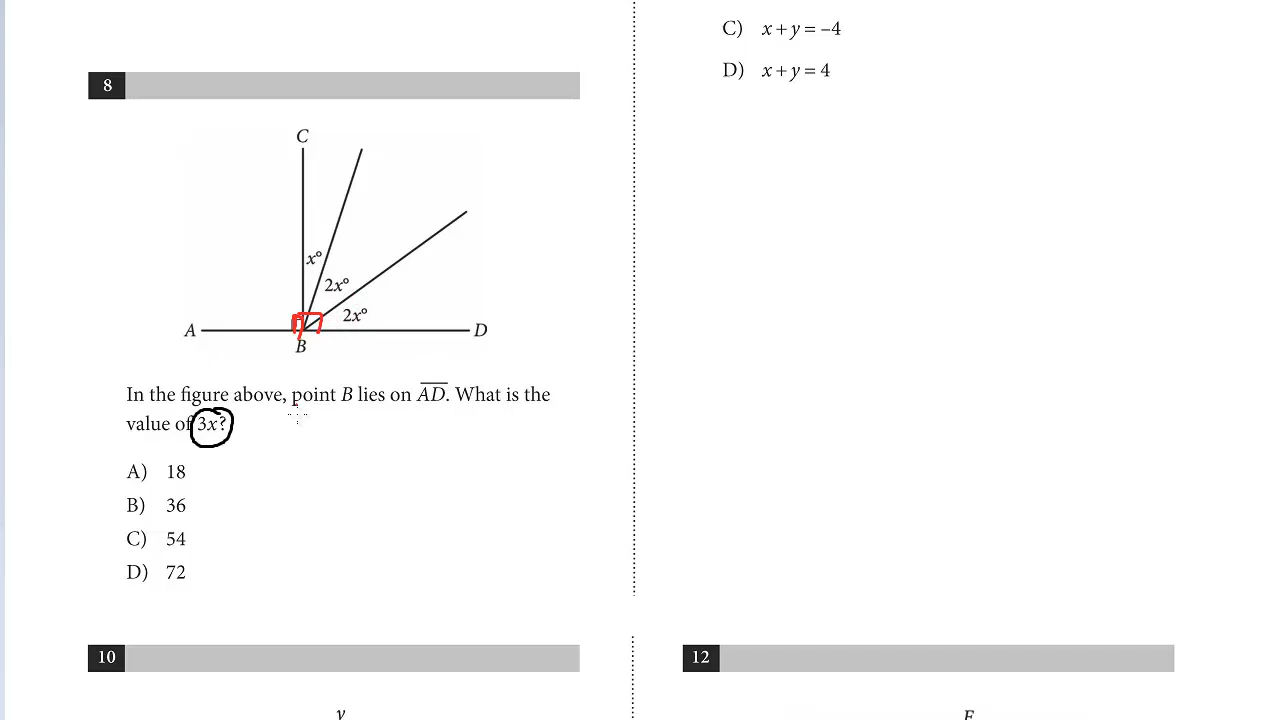 8
C
x°
2x°
2x°
A
D
B
In the figure above, point B lies on AD. What is the
value of 3x?
A) 18
B) 36
C) 54
D) 72
10
y
C) x + y = –4
D) x + y = 4
12
F